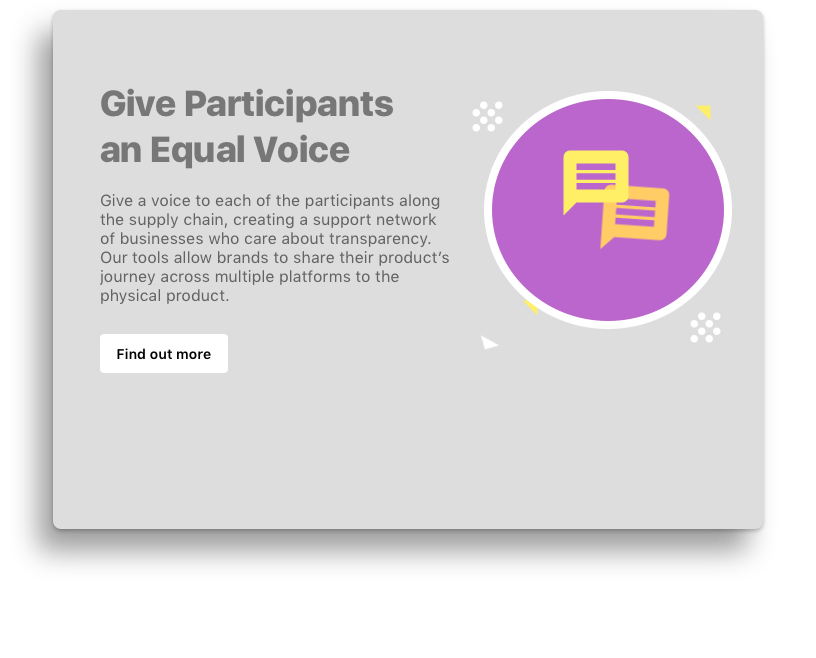 Give Participants
an Equal Voice
Give a voice to each of the participants along
the supply chain, creating a support network
of businesses who care about transparency.
Our tools allow brands to share their product’s
journey across multiple platforms to the
physical product.
Find out more